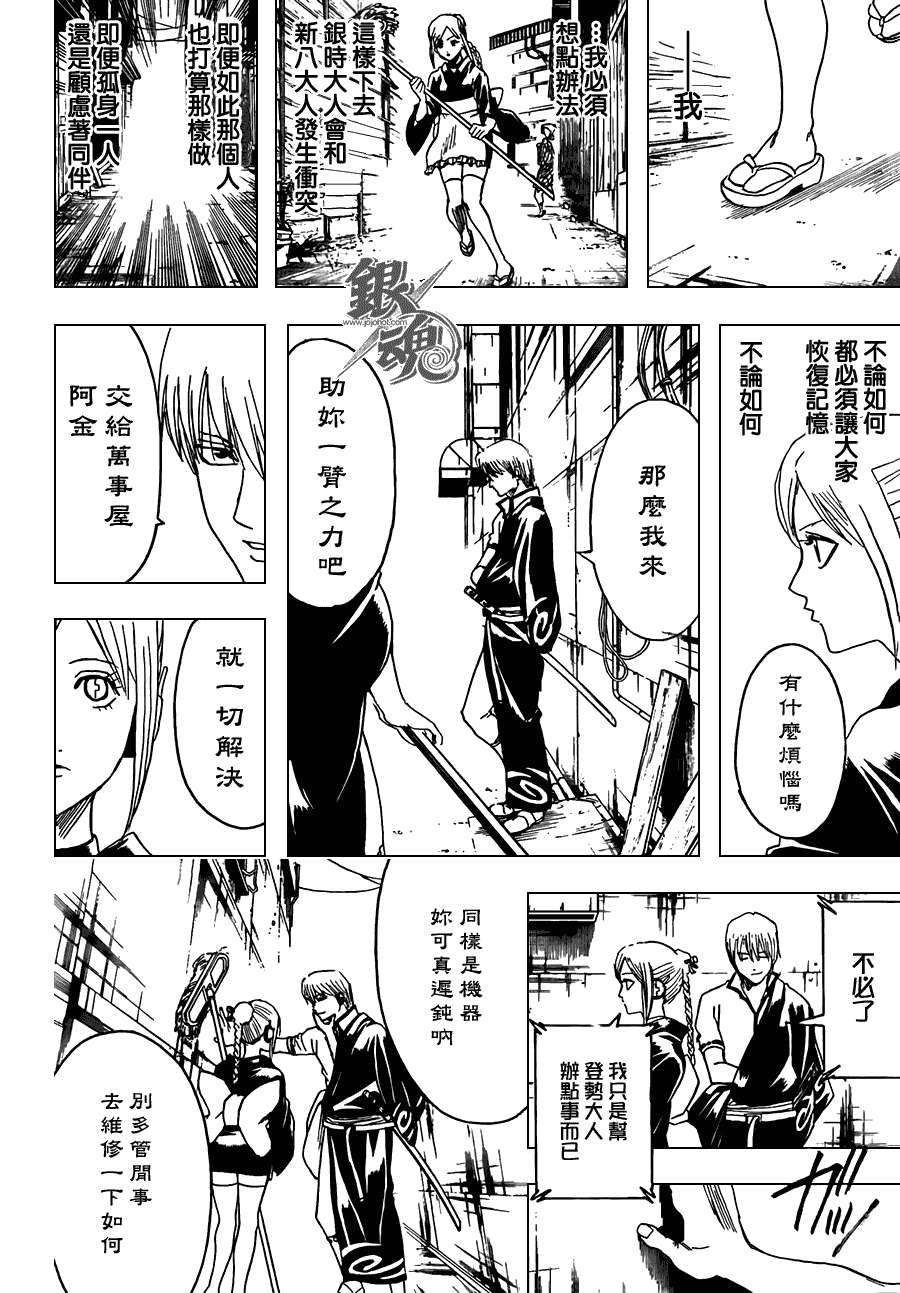 我
…我必須
想點辦法
這樣下去
銀時大人會和
新八大人發生衝突
即便如此那個人
也打算那樣做
即便孤身一人
還是顧慮著同伴
不論如何
都必須讓大家
恢復記憶
不論如何
有什麼煩惱嗎
那麼我來
助妳一臂之力吧
銀魂
www.jojohot.com
交給萬事屋
阿金
就一切解決
不必了
我只是幫
登勢大人
辦點事而已
同樣是機器
妳可真遲鈍吶
別多管閒事
去維修一下如何